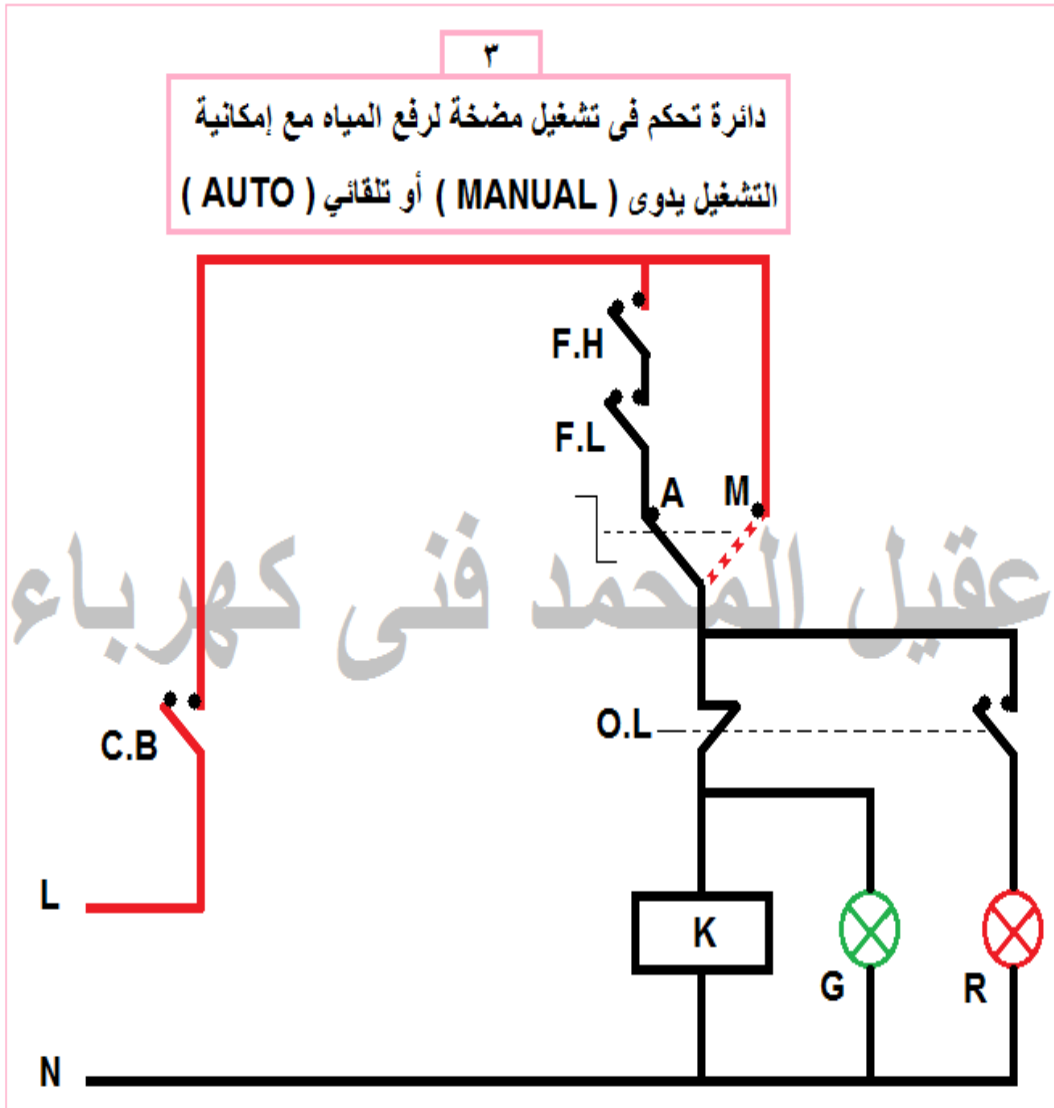 ٣
دائرة تحكم فى تشغيل مضخة لرفع المياه مع إمكانية
التشغيل يدوى ( MANUAL ) أو تلقائي ( AUTO )
F.H
F.L
A M
عقيل المحمد فنى كهرباء
C.B
O.L
L
K
G
R
N